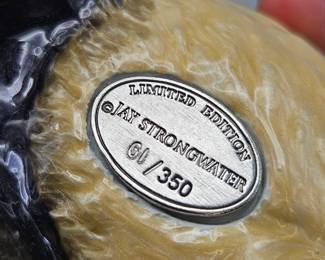 LIMITED EDITION
©JAY STRONGWATER
61/350